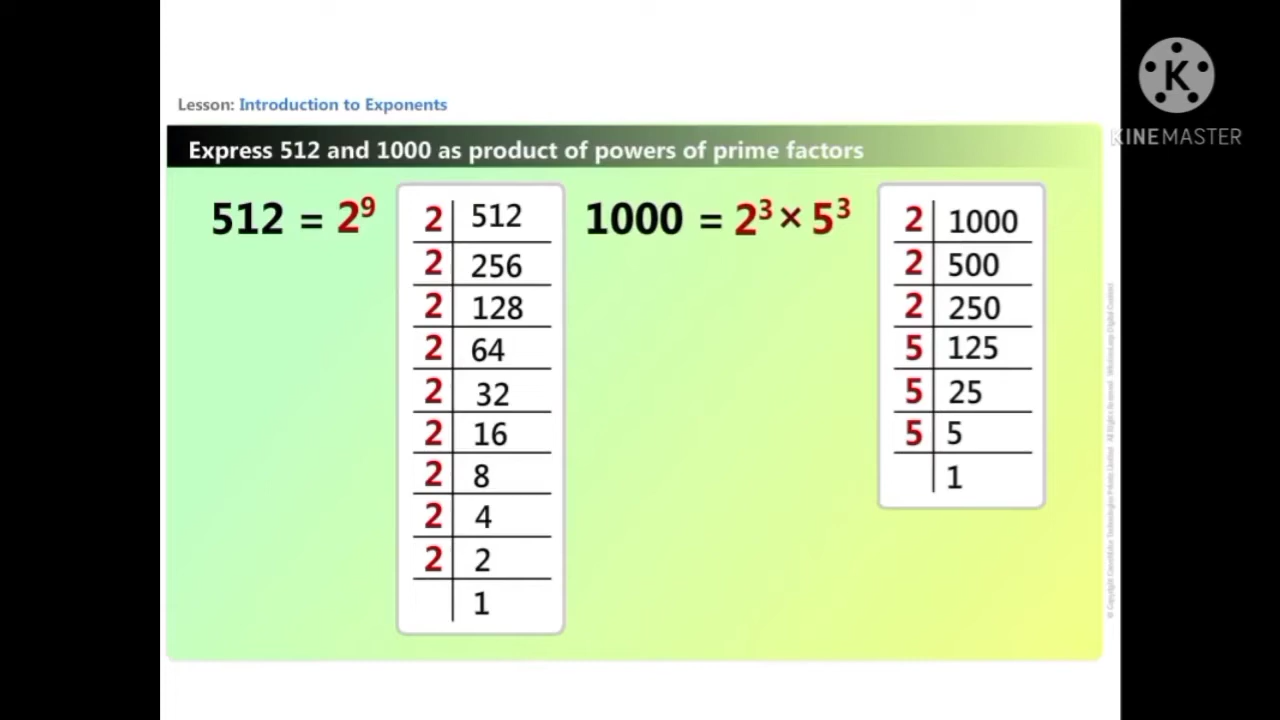 K
KINEMASTER
Lesson: Introduction to Exponents
Express 512 and 1000 as product of powers of prime factors
512 = 2⁹
2 | 512
2 | 256
2 | 128
2 | 64
2 | 32
2 | 16
2 | 8
2 | 4
2 | 2
1
1000 = 2³ × 5³
2 | 1000
2 | 500
2 | 250
5 | 125
5 | 25
5 | 5
1